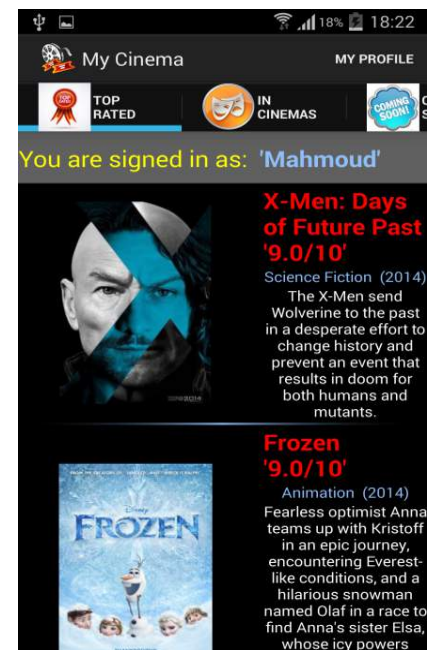 18% 18:22
My Cinema MY PROFILE
TOP
RATED
IN
CINEMAS
COMING
SOON!
You are signed in as: 'Mahmoud'
X-Men: Days
of Future Past
'9.0/10'
Science Fiction (2014)
The X-Men send
Wolverine to the past
in a desperate effort to
change history and
prevent an event that
results in doom for
both humans and
mutants.
Frozen
'9.0/10'
Animation (2014)
Disney
FROZEN
Fearless optimist Anna
teams up with Kristoff
in an epic journey,
encountering Everest-
like conditions, and a
hilarious snowman
named Olaf in a race to
find Anna's sister Elsa,
whose icy powers